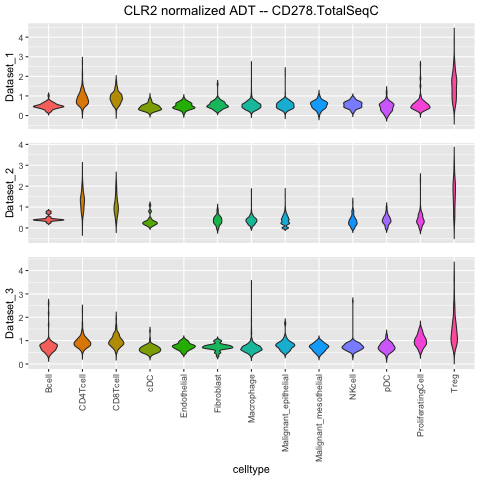 CLR2 normalized ADT -- CD278.TotalSeqC
Dataset_1
4
3
2
1
0
Dataset_2
4
3
2
1
0
Dataset_3
4
3
2
1
0
Bcell
CD4Tcell
CD8Tcell
cDC
Endothelial
Fibroblast
Macrophage
Malignant_epithelial
Malignant_mesothelial
NKcell
pDC
ProliferatingCell
Treg
celltype